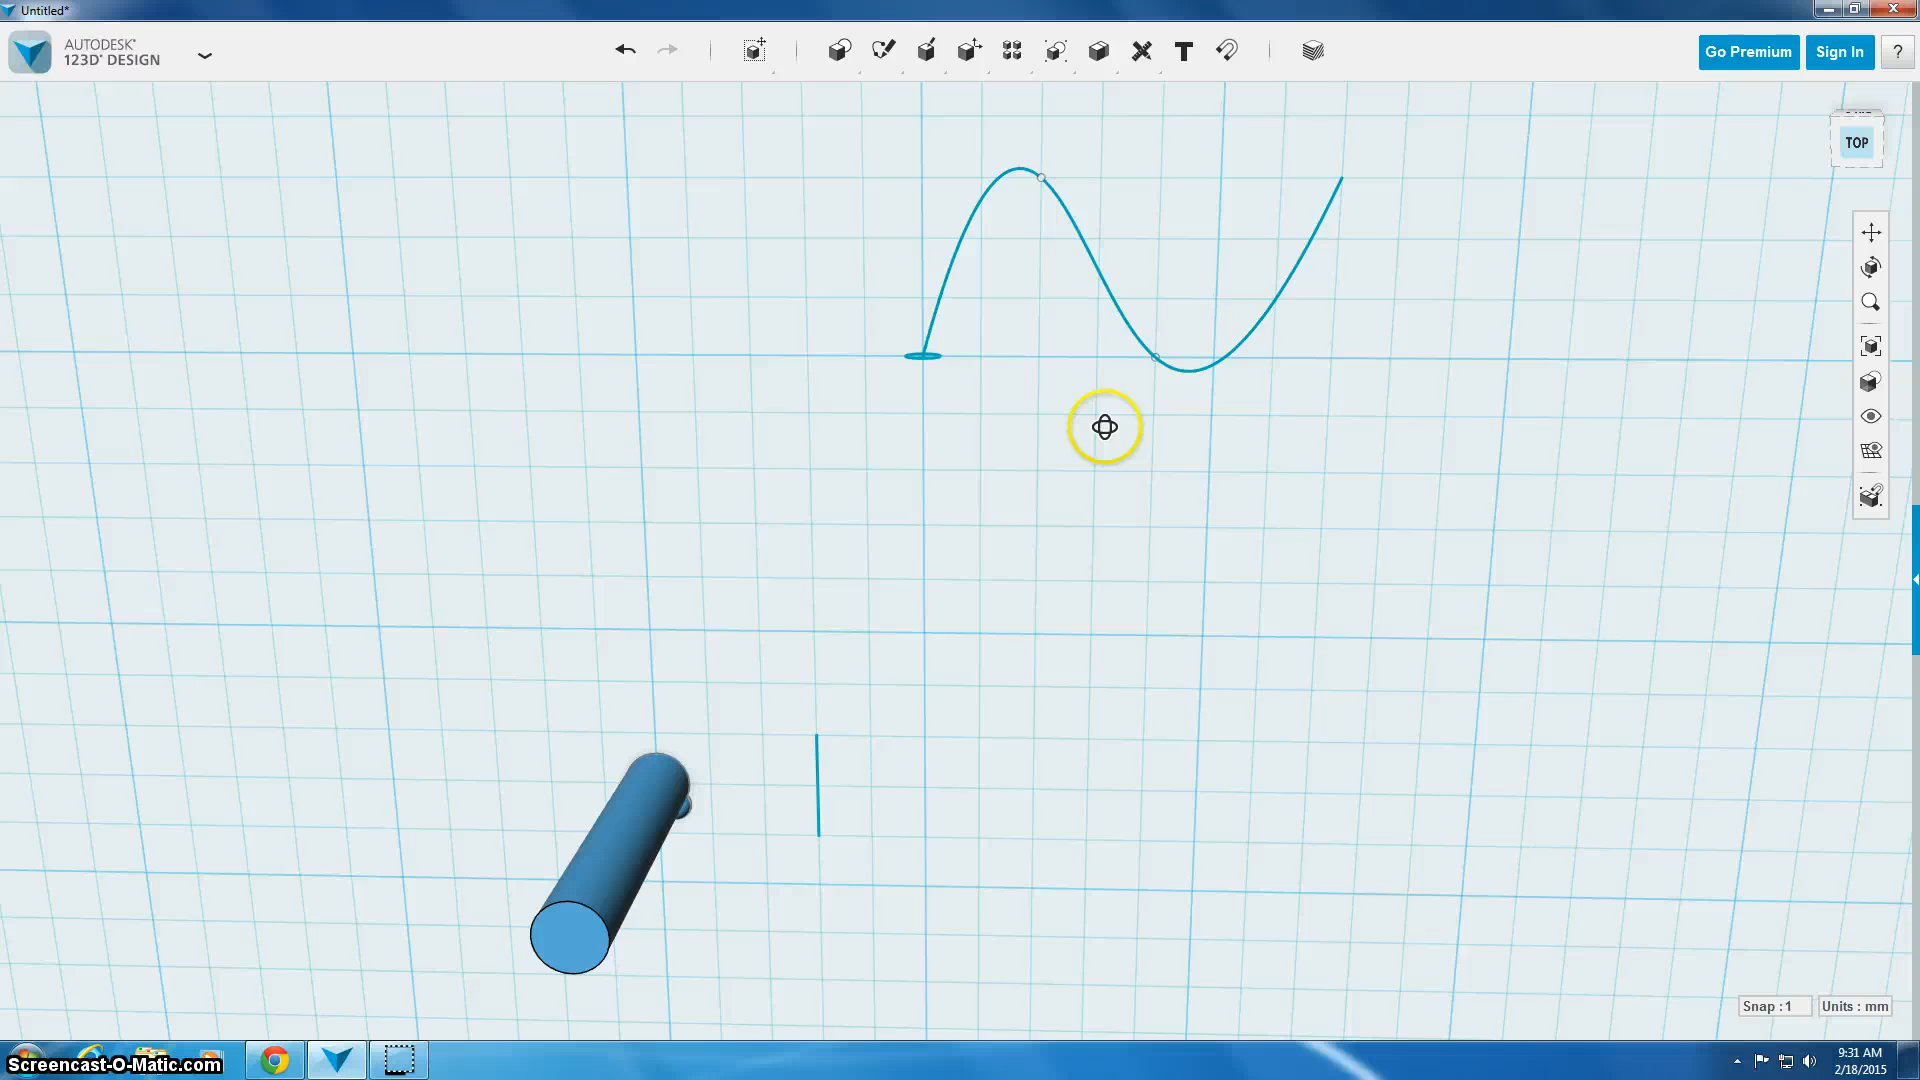 Untitled*
AUTODESK®
123D® DESIGN
T
Go Premium
Sign In
?
TOP
Snap : 1
Units : mm
Screencast-O-Matic.com
9:31 AM
2/18/2015